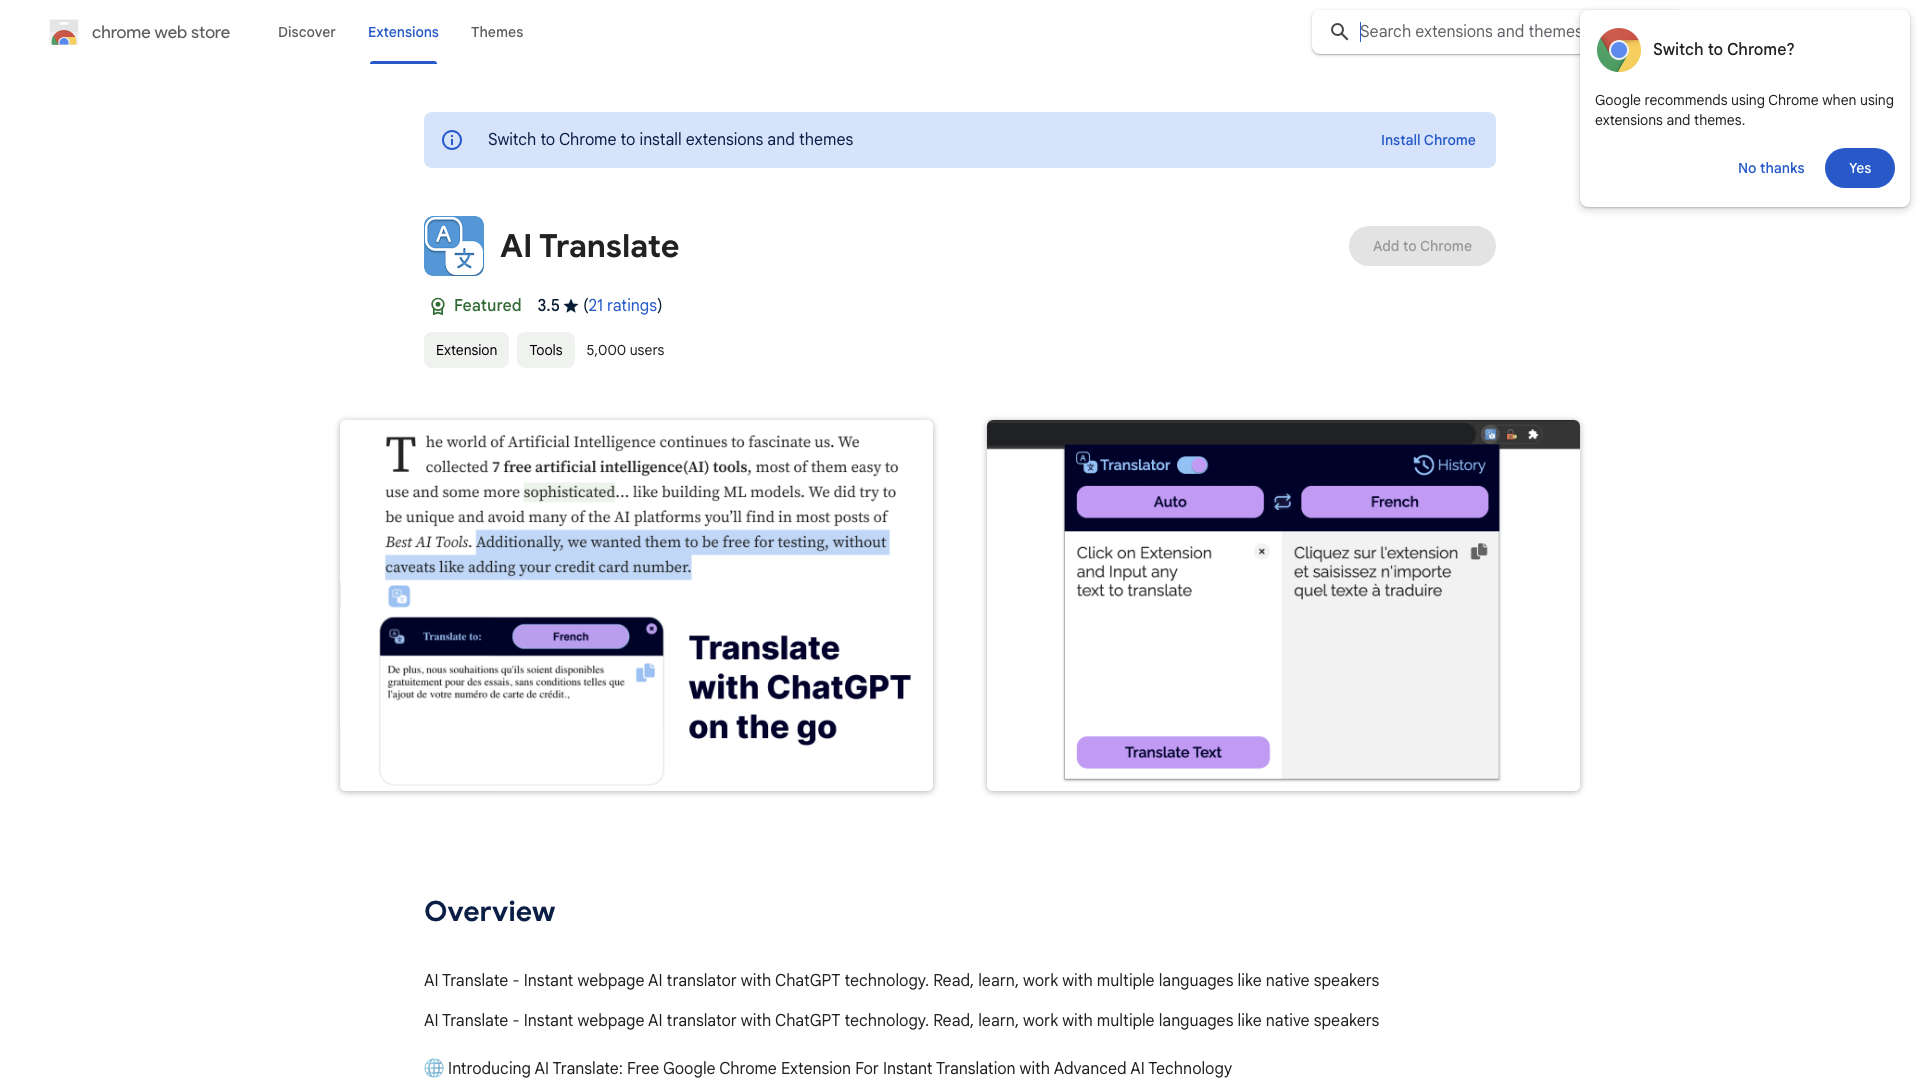 chrome web store
Discover
Extensions
Themes
Search extensions and themes
Switch to Chrome?
Google recommends using Chrome when using
extensions and themes.
No thanks
Yes
Switch to Chrome to install extensions and themes
Install Chrome
AI Translate
Add to Chrome
Featured
3.5 ★ (21 ratings)
Extension
Tools
5,000 users
The world of Artificial Intelligence continues to fascinate us. We
collected 7 free artificial intelligence(AI) tools, most of them easy to
use and some more sophisticated... like building ML models. We did try to
be unique and avoid many of the AI platforms you'll find in most posts of
Best AI Tools. Additionally, we wanted them to be free for testing, without
caveats like adding your credit card number.
Translate to:
French
De plus, nous souhaitions qu'ils soient disponibles
gratuitement pour des essais, sans conditions telles que
l'ajout de votre numéro de carte de crédit.,
Translate
with ChatGPT
on the go
Translator
History
Auto
French
Click on Extension
and Input any
text to translate
Cliquez sur l'extension
et saisissez n'importe
quel texte à traduire
Translate Text
Overview
AI Translate - Instant webpage AI translator with ChatGPT technology. Read, learn, work with multiple languages like native speakers
AI Translate - Instant webpage AI translator with ChatGPT technology. Read, learn, work with multiple languages like native speakers
🌐 Introducing AI Translate: Free Google Chrome Extension For Instant Translation with Advanced AI Technology